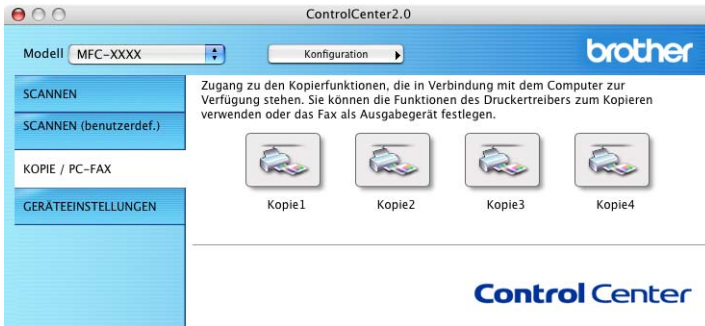 ControlCenter2.0
Modell MFC-XXXX Konfiguration brother
SCANNEN
SCANNEN (benutzerdef.)
KOPIE / PC-FAX
GERÄTEEINSTELLUNGEN
Zugang zu den Kopierfunktionen, die in Verbindung mit dem Computer zur
Verfügung stehen. Sie können die Funktionen des Druckertreibers zum Kopieren
verwenden oder das Fax als Ausgabegerät festlegen.
Kopie1 Kopie2 Kopie3 Kopie4
Control Center